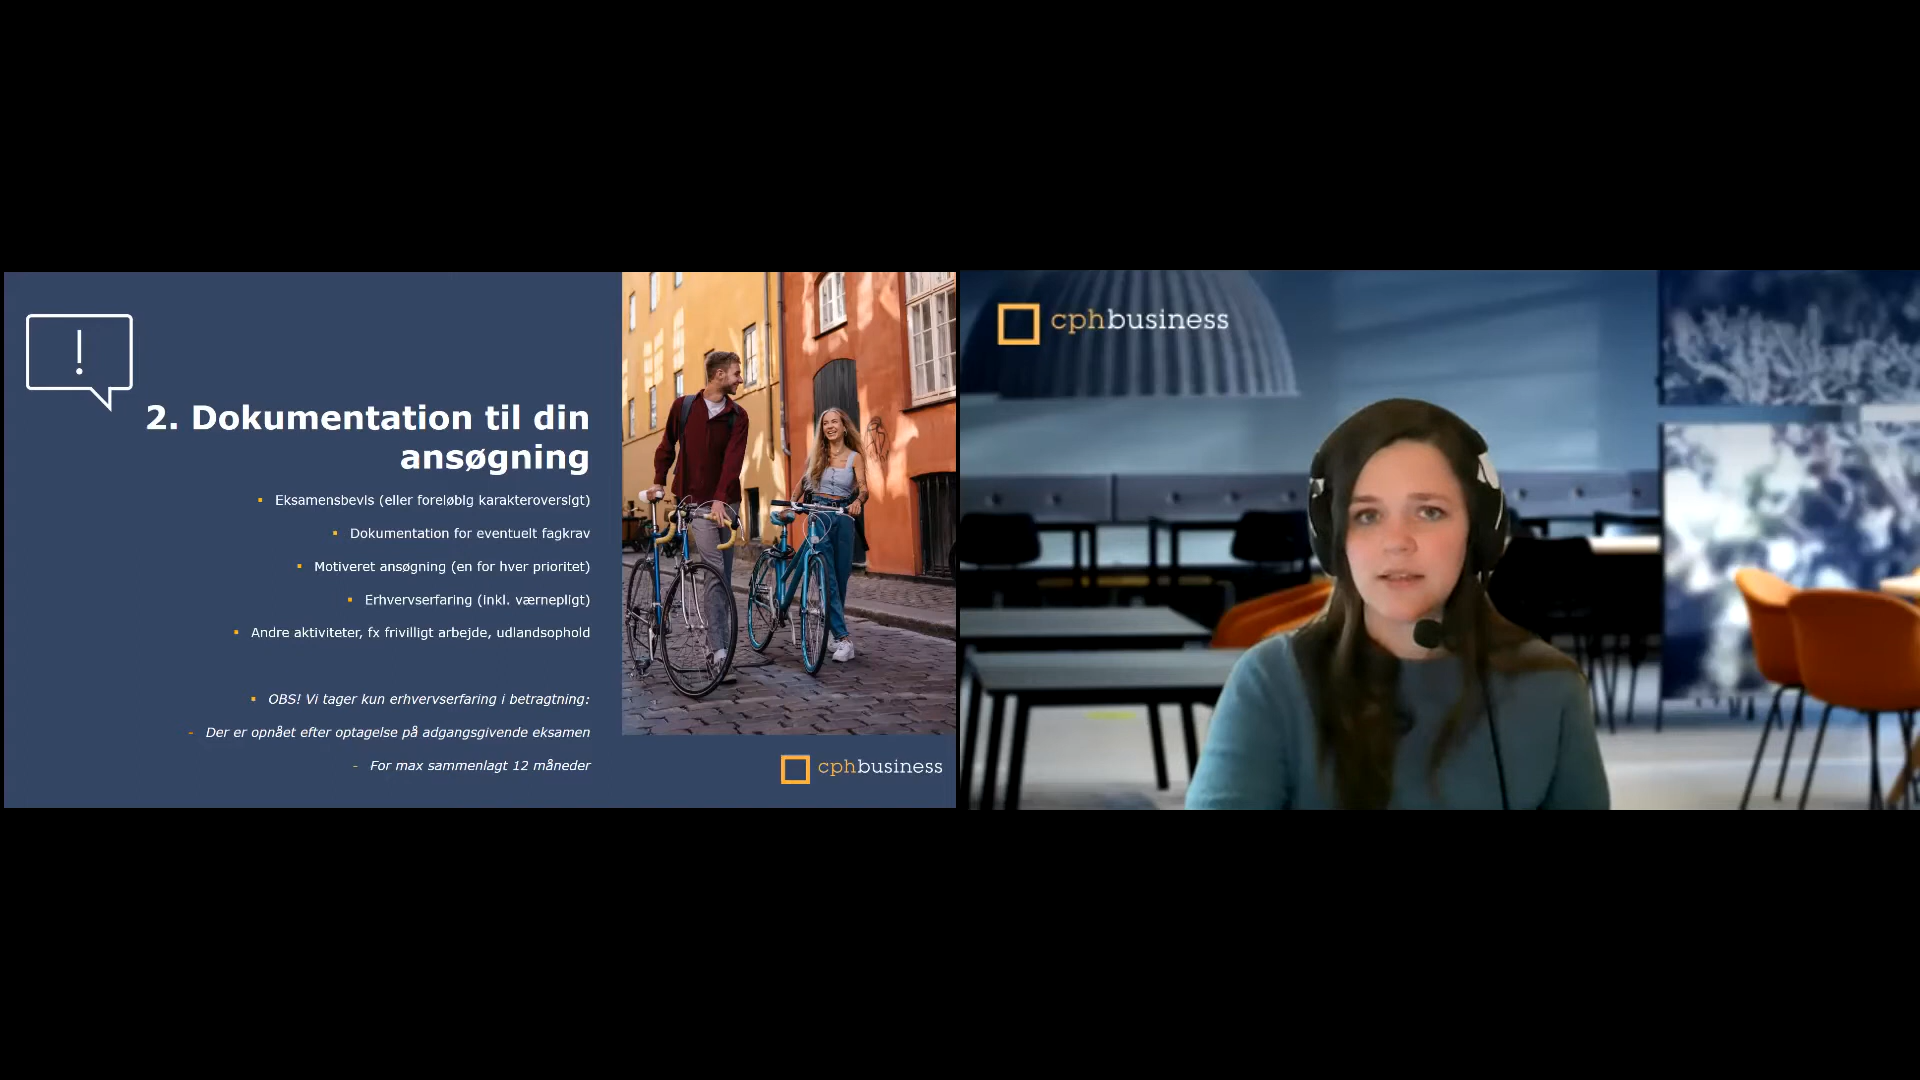 2. Dokumentation til din
ansøgning
▪ Eksamensbevis (eller foreløbig karakteroversigt)
▪ Dokumentation for eventuelt fagkrav
▪ Motiveret ansøgning (en for hver prioritet)
▪ Erhvervserfaring (inkl. værnepligt)
▪ Andre aktiviteter, fx frivilligt arbejde, udlandsophold
▪ OBS! Vi tager kun erhvervserfaring i betragtning:
- Der er opnået efter optagelse på adgangsgivende eksamen
- For max sammenlagt 12 måneder
cphbusiness
cphbusiness